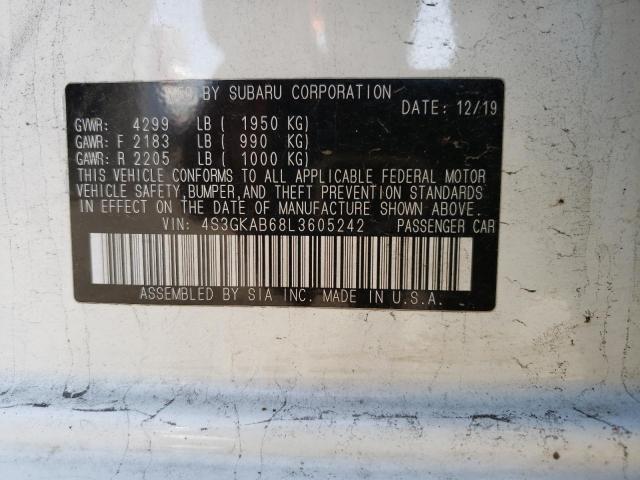 BY SUBARU CORPORATION
DATE: 12/19
GVWR: 4299 LB ( 1950 KG)
GAWR: F 2183 LB ( 990 KG)
GAWR: R 2205 LB ( 1000 KG)
THIS VEHICLE CONFORMS TO ALL APPLICABLE FEDERAL MOTOR
VEHICLE SAFETY,BUMPER,AND THEFT PREVENTION STANDARDS
IN EFFECT ON THE DATE OF MANUFACTURE SHOWN ABOVE.
VIN: 4S3GKAB68L3605242 PASSENGER CAR
ASSEMBLED BY SIA INC. MADE IN U.S.A.